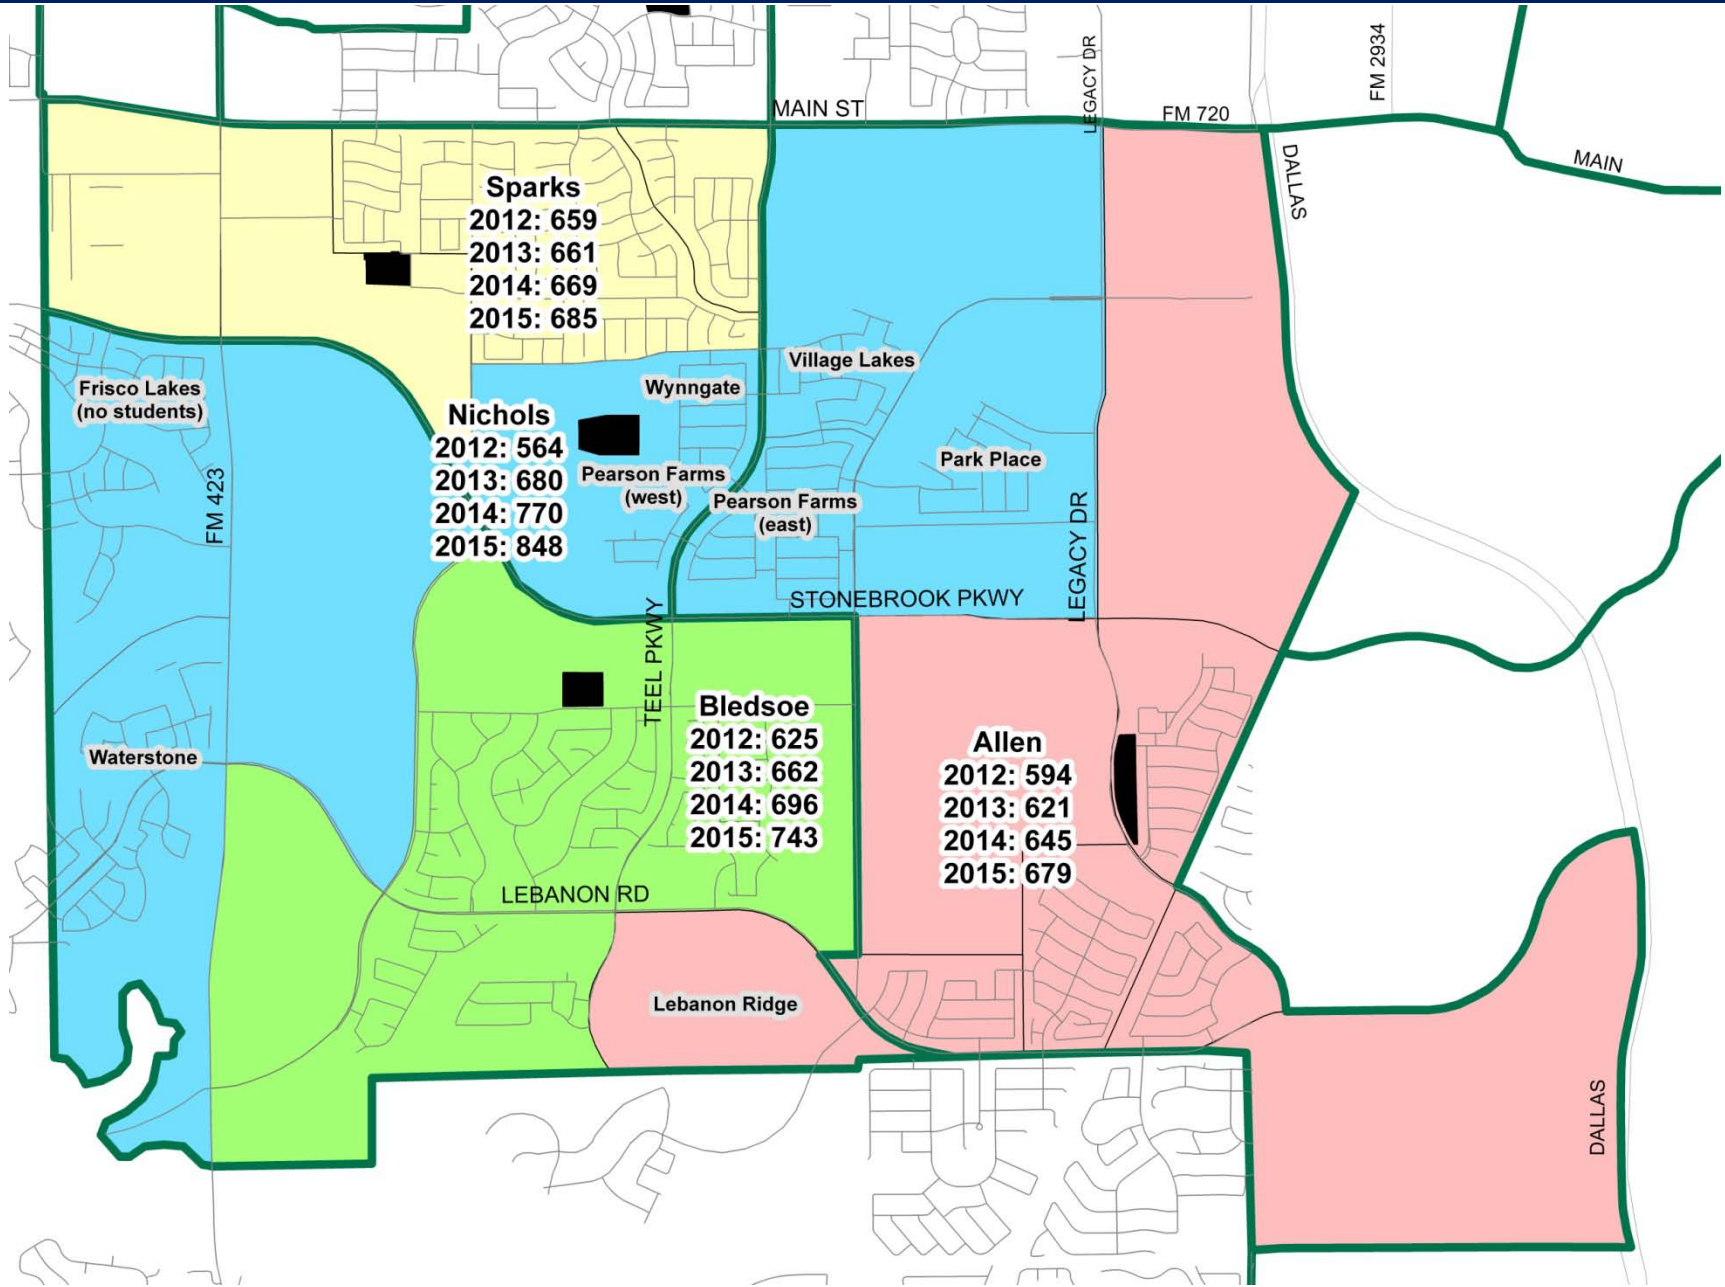 LEGACY DR
FM 2934
MAIN ST
FM 720
DALLAS
MAIN
Sparks
2012: 659
2013: 661
2014: 669
2015: 685
Frisco Lakes
(no students)
Village Lakes
Wynngate
Nichols
2012: 564
2013: 680
2014: 770
2015: 848
Pearson Farms
(west)
Pearson Farms
(east)
Park Place
FM 423
LEGACY DR
STONEBROOK PKWY
TEEL PKWY
Waterstone
Bledsoe
2012: 625
2013: 662
2014: 696
2015: 743
Allen
2012: 594
2013: 621
2014: 645
2015: 679
LEBANON RD
Lebanon Ridge
DALLAS